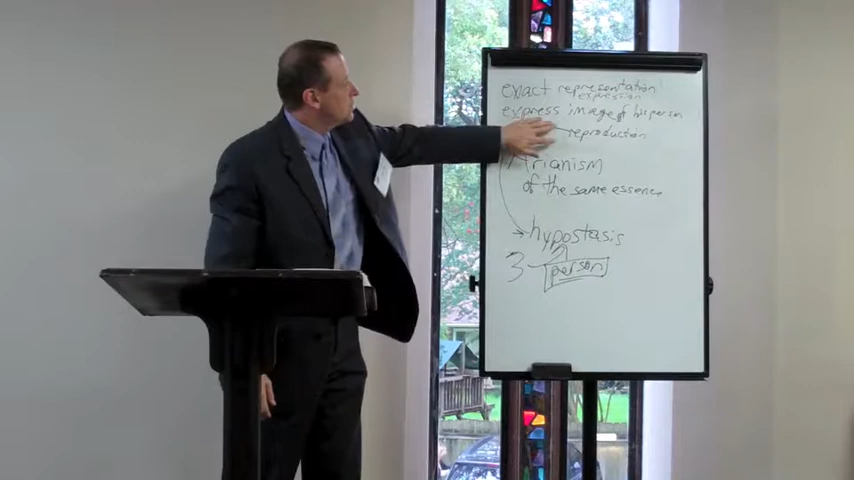 exact representation
expression
express image of his person
reproduction
Arianism
of the same essence
hypostasis
3 person